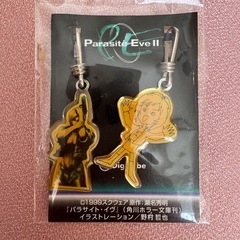 Parasite·Eve II
Digi
be
©1999スクウェア 原作：瀬名秀明
『パラサイト・イヴ』（角川ホラー文庫刊）
イラストレーション／野村哲也